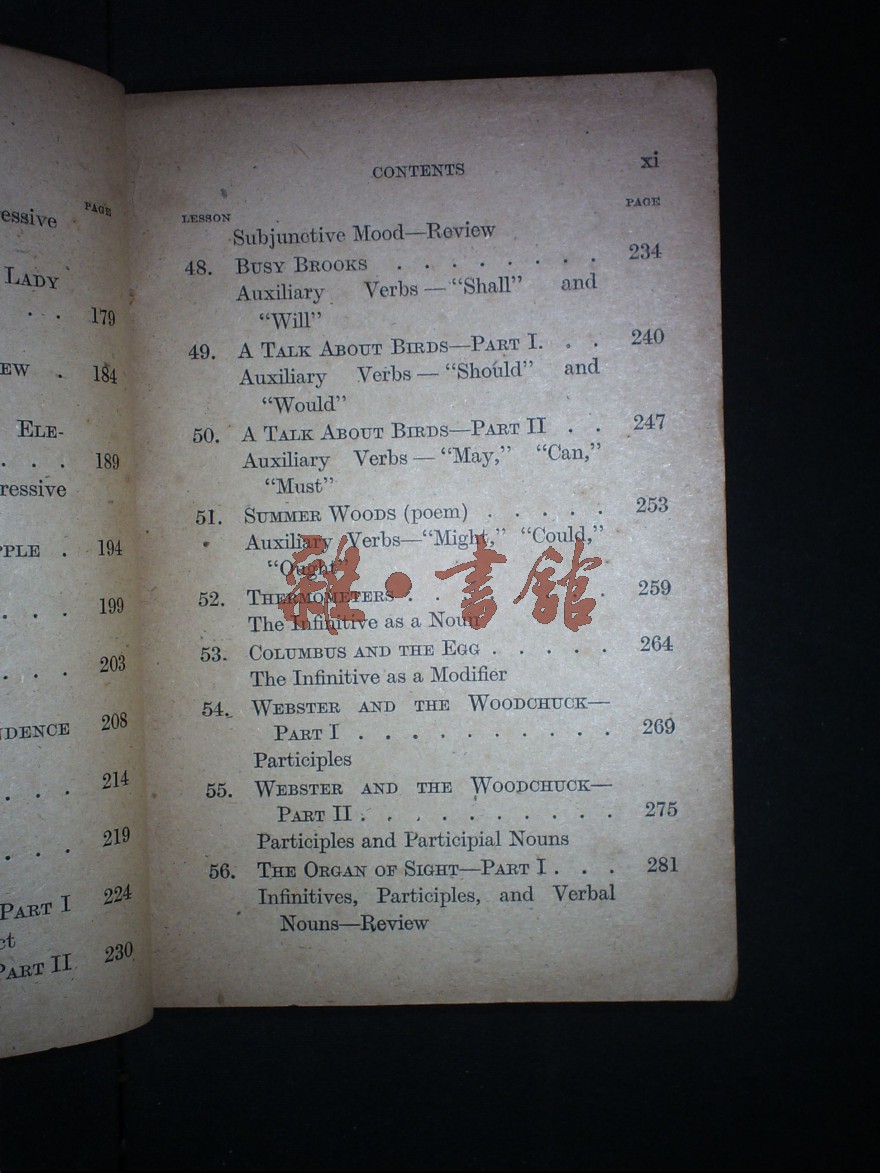 PAGE
essive
LADY
. . 179
EW . 184
ELE-
. . . 189
ressive
PPLE . 194
. . . 199
. . . 203
NDENCE 208
. . . 214
. . . 219
PART I 224
ct
PART II 230
CONTENTS xi
LESSON PAGE
Subjunctive Mood—Review
48. BUSY BROOKS . . . . . . . . 234
Auxiliary Verbs—“Shall” and
“Will”
49. A TALK ABOUT BIRDS—PART I. . . 240
Auxiliary Verbs—“Should” and
“Would”
50. A TALK ABOUT BIRDS—PART II . . 247
Auxiliary Verbs—“May,” “Can,”
“Must”
51. SUMMER WOODS (poem) . . . . . 253
Auxiliary Verbs—“Might,” “Could,”
“Ought”
52. THERMOMETERS . . . . . . . . 259
The Infinitive as a Noun
53. COLUMBUS AND THE EGG . . . . . 264
The Infinitive as a Modifier
54. WEBSTER AND THE WOODCHUCK—
PART I . . . . . . . . . . 269
Participles
55. WEBSTER AND THE WOODCHUCK—
PART II . . . . . . . . . . 275
Participles and Participial Nouns
56. THE ORGAN OF SIGHT—PART I . . . 281
Infinitives, Participles, and Verbal
Nouns—Review
雜·書館